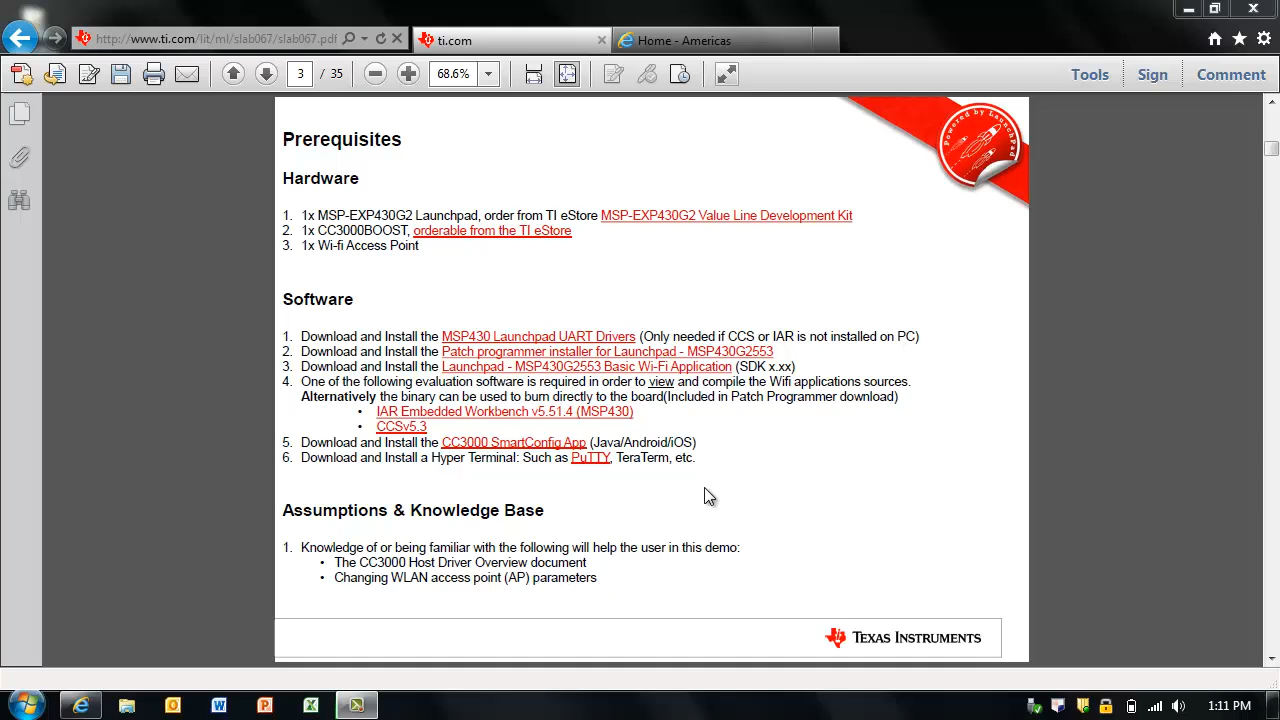 http://www.ti.com/lit/ml/slab067/slab067.pdf
ti.com
Home - Americas
3 / 35
68.6%
Tools
Sign
Comment
Powered by LaunchPad
Prerequisites
Hardware
1. 1x MSP-EXP430G2 Launchpad, order from TI eStore MSP-EXP430G2 Value Line Development Kit
2. 1x CC3000BOOST, orderable from the TI eStore
3. 1x Wi-fi Access Point
Software
1. Download and Install the MSP430 Launchpad UART Drivers (Only needed if CCS or IAR is not installed on PC)
2. Download and Install the Patch programmer installer for Launchpad - MSP430G2553
3. Download and Install the Launchpad - MSP430G2553 Basic Wi-Fi Application (SDK x.xx)
4. One of the following evaluation software is required in order to view and compile the Wifi applications sources.
Alternatively the binary can be used to burn directly to the board(Included in Patch Programmer download)
• IAR Embedded Workbench v5.51.4 (MSP430)
• CCSv5.3
5. Download and Install the CC3000 SmartConfig App (Java/Android/iOS)
6. Download and Install a Hyper Terminal: Such as PuTTY, TeraTerm, etc.
Assumptions & Knowledge Base
1. Knowledge of or being familiar with the following will help the user in this demo:
• The CC3000 Host Driver Overview document
• Changing WLAN access point (AP) parameters
TEXAS INSTRUMENTS
1:11 PM